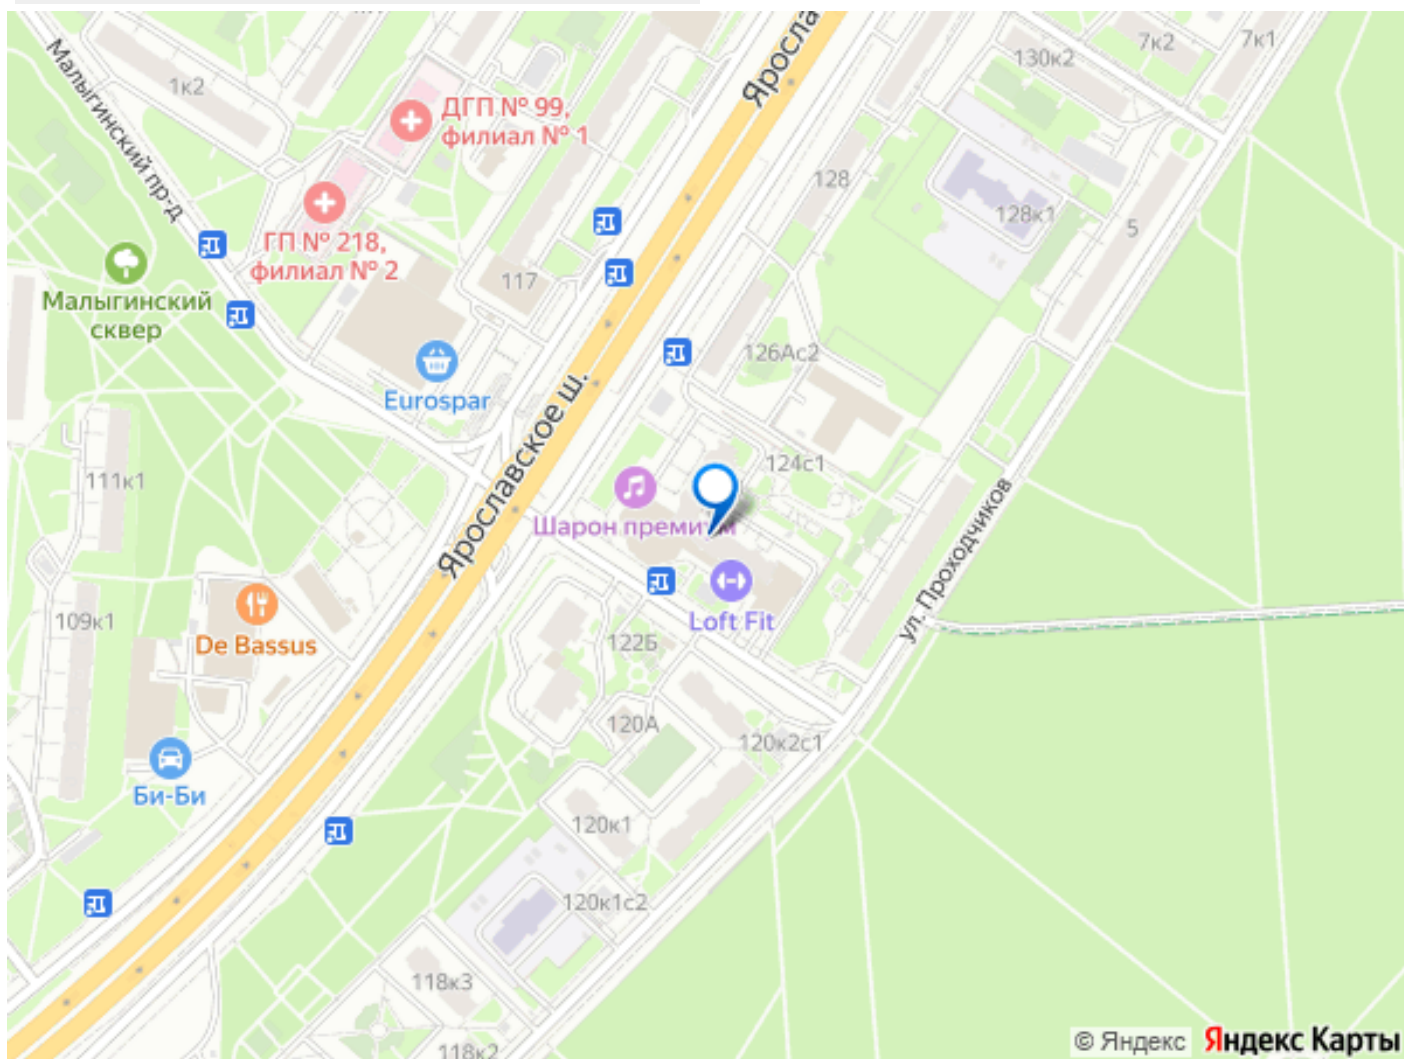 Малыгинский пр-д
1к2
ДГП № 99,
филиал № 1
ГП № 218,
филиал № 2
Малыгинский
сквер
117
Eurospar
Яросла
130к2
7к2
7к1
128
128к1
5
126Ас2
124с1
Ярославское ш.
Шарон премиум
Loft Fit
ул. Проходчиков
111к1
109к1
De Bassus
Би-Би
122Б
120А
120к2с1
120к1
120к1с2
118к3
118к2
© Яндекс Яндекс Карты